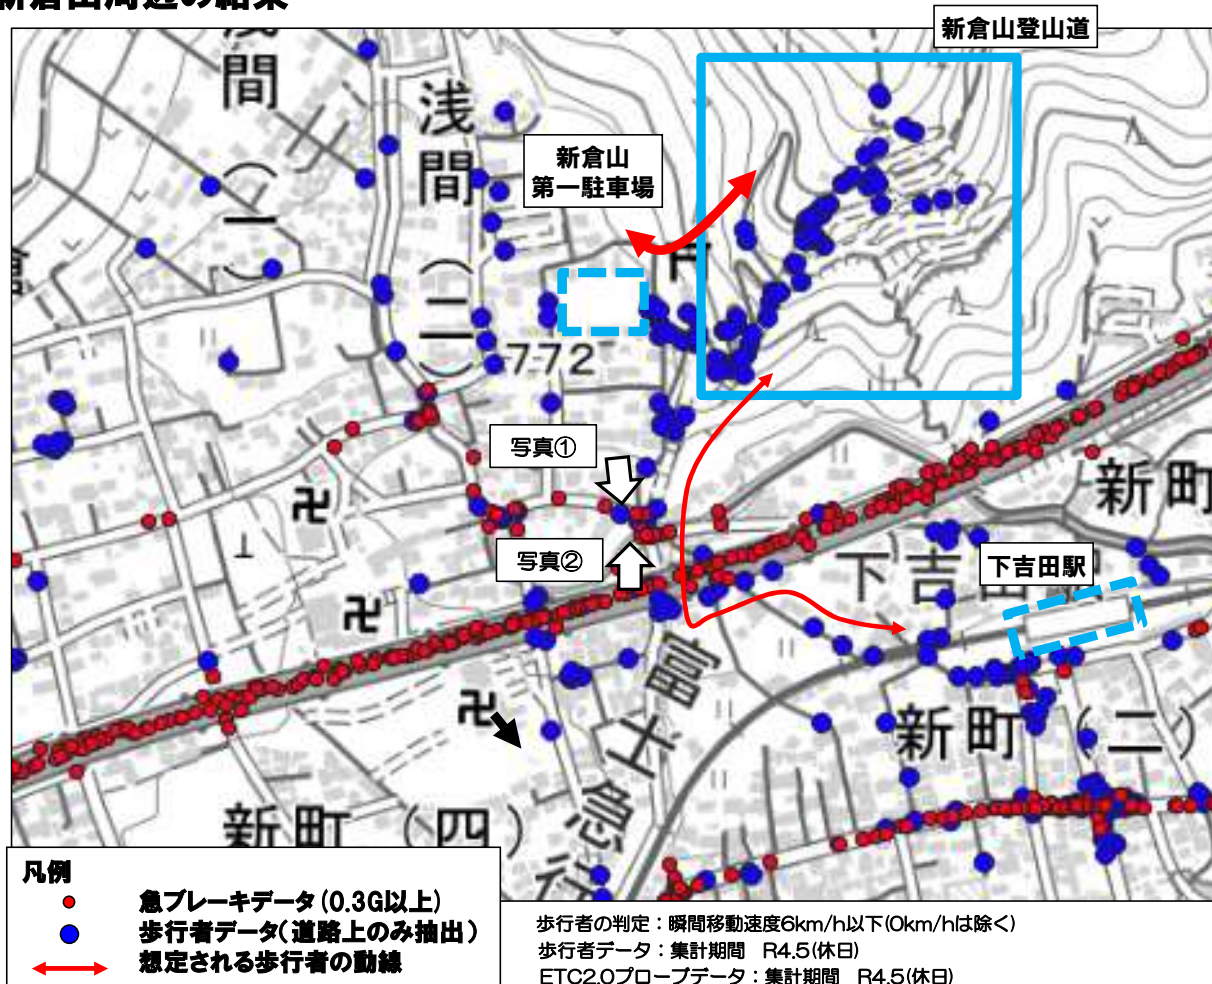 新倉山周辺の結果
新倉山登山道
浅間(一)
浅間(二)
新倉山
第一駐車場
772
写真①
写真②
新町
下吉田
下吉田駅
新町(二)
新町(四)
富士急行
凡例
急ブレーキデータ(0.3G以上)
歩行者データ(道路上のみ抽出)
想定される歩行者の動線
歩行者の判定：瞬間移動速度6km/h以下(0km/hは除く)
歩行者データ：集計期間　R4.5(休日)
ETC2.0プローブデータ：集計期間　R4.5(休日)